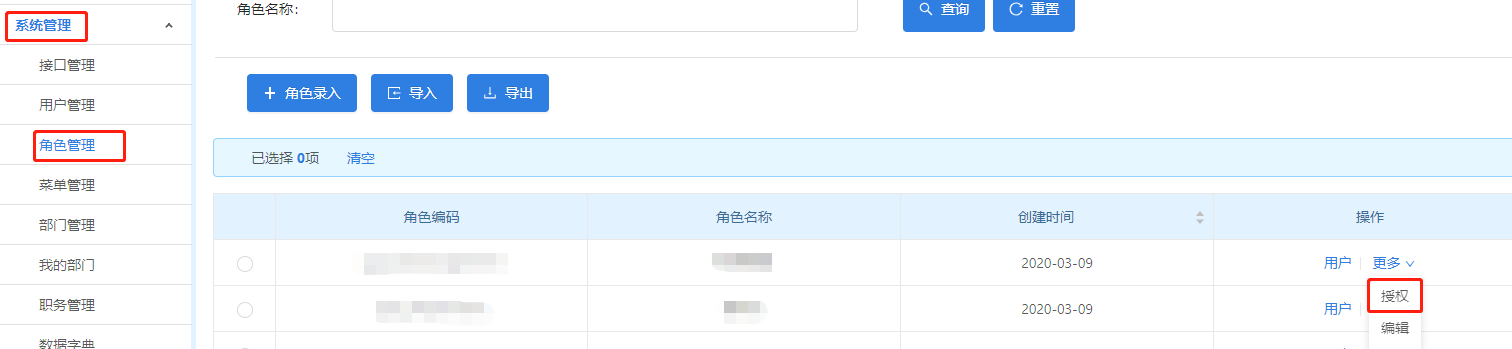 系统管理
接口管理
用户管理
角色管理
菜单管理
部门管理
我的部门
职务管理
数据字典
角色名称:
查询
重置
角色录入
导入
导出
已选择 0项 清空
角色编码 角色名称 创建时间 操作
2020-03-09 用户 更多
授权
2020-03-09 用户
编辑